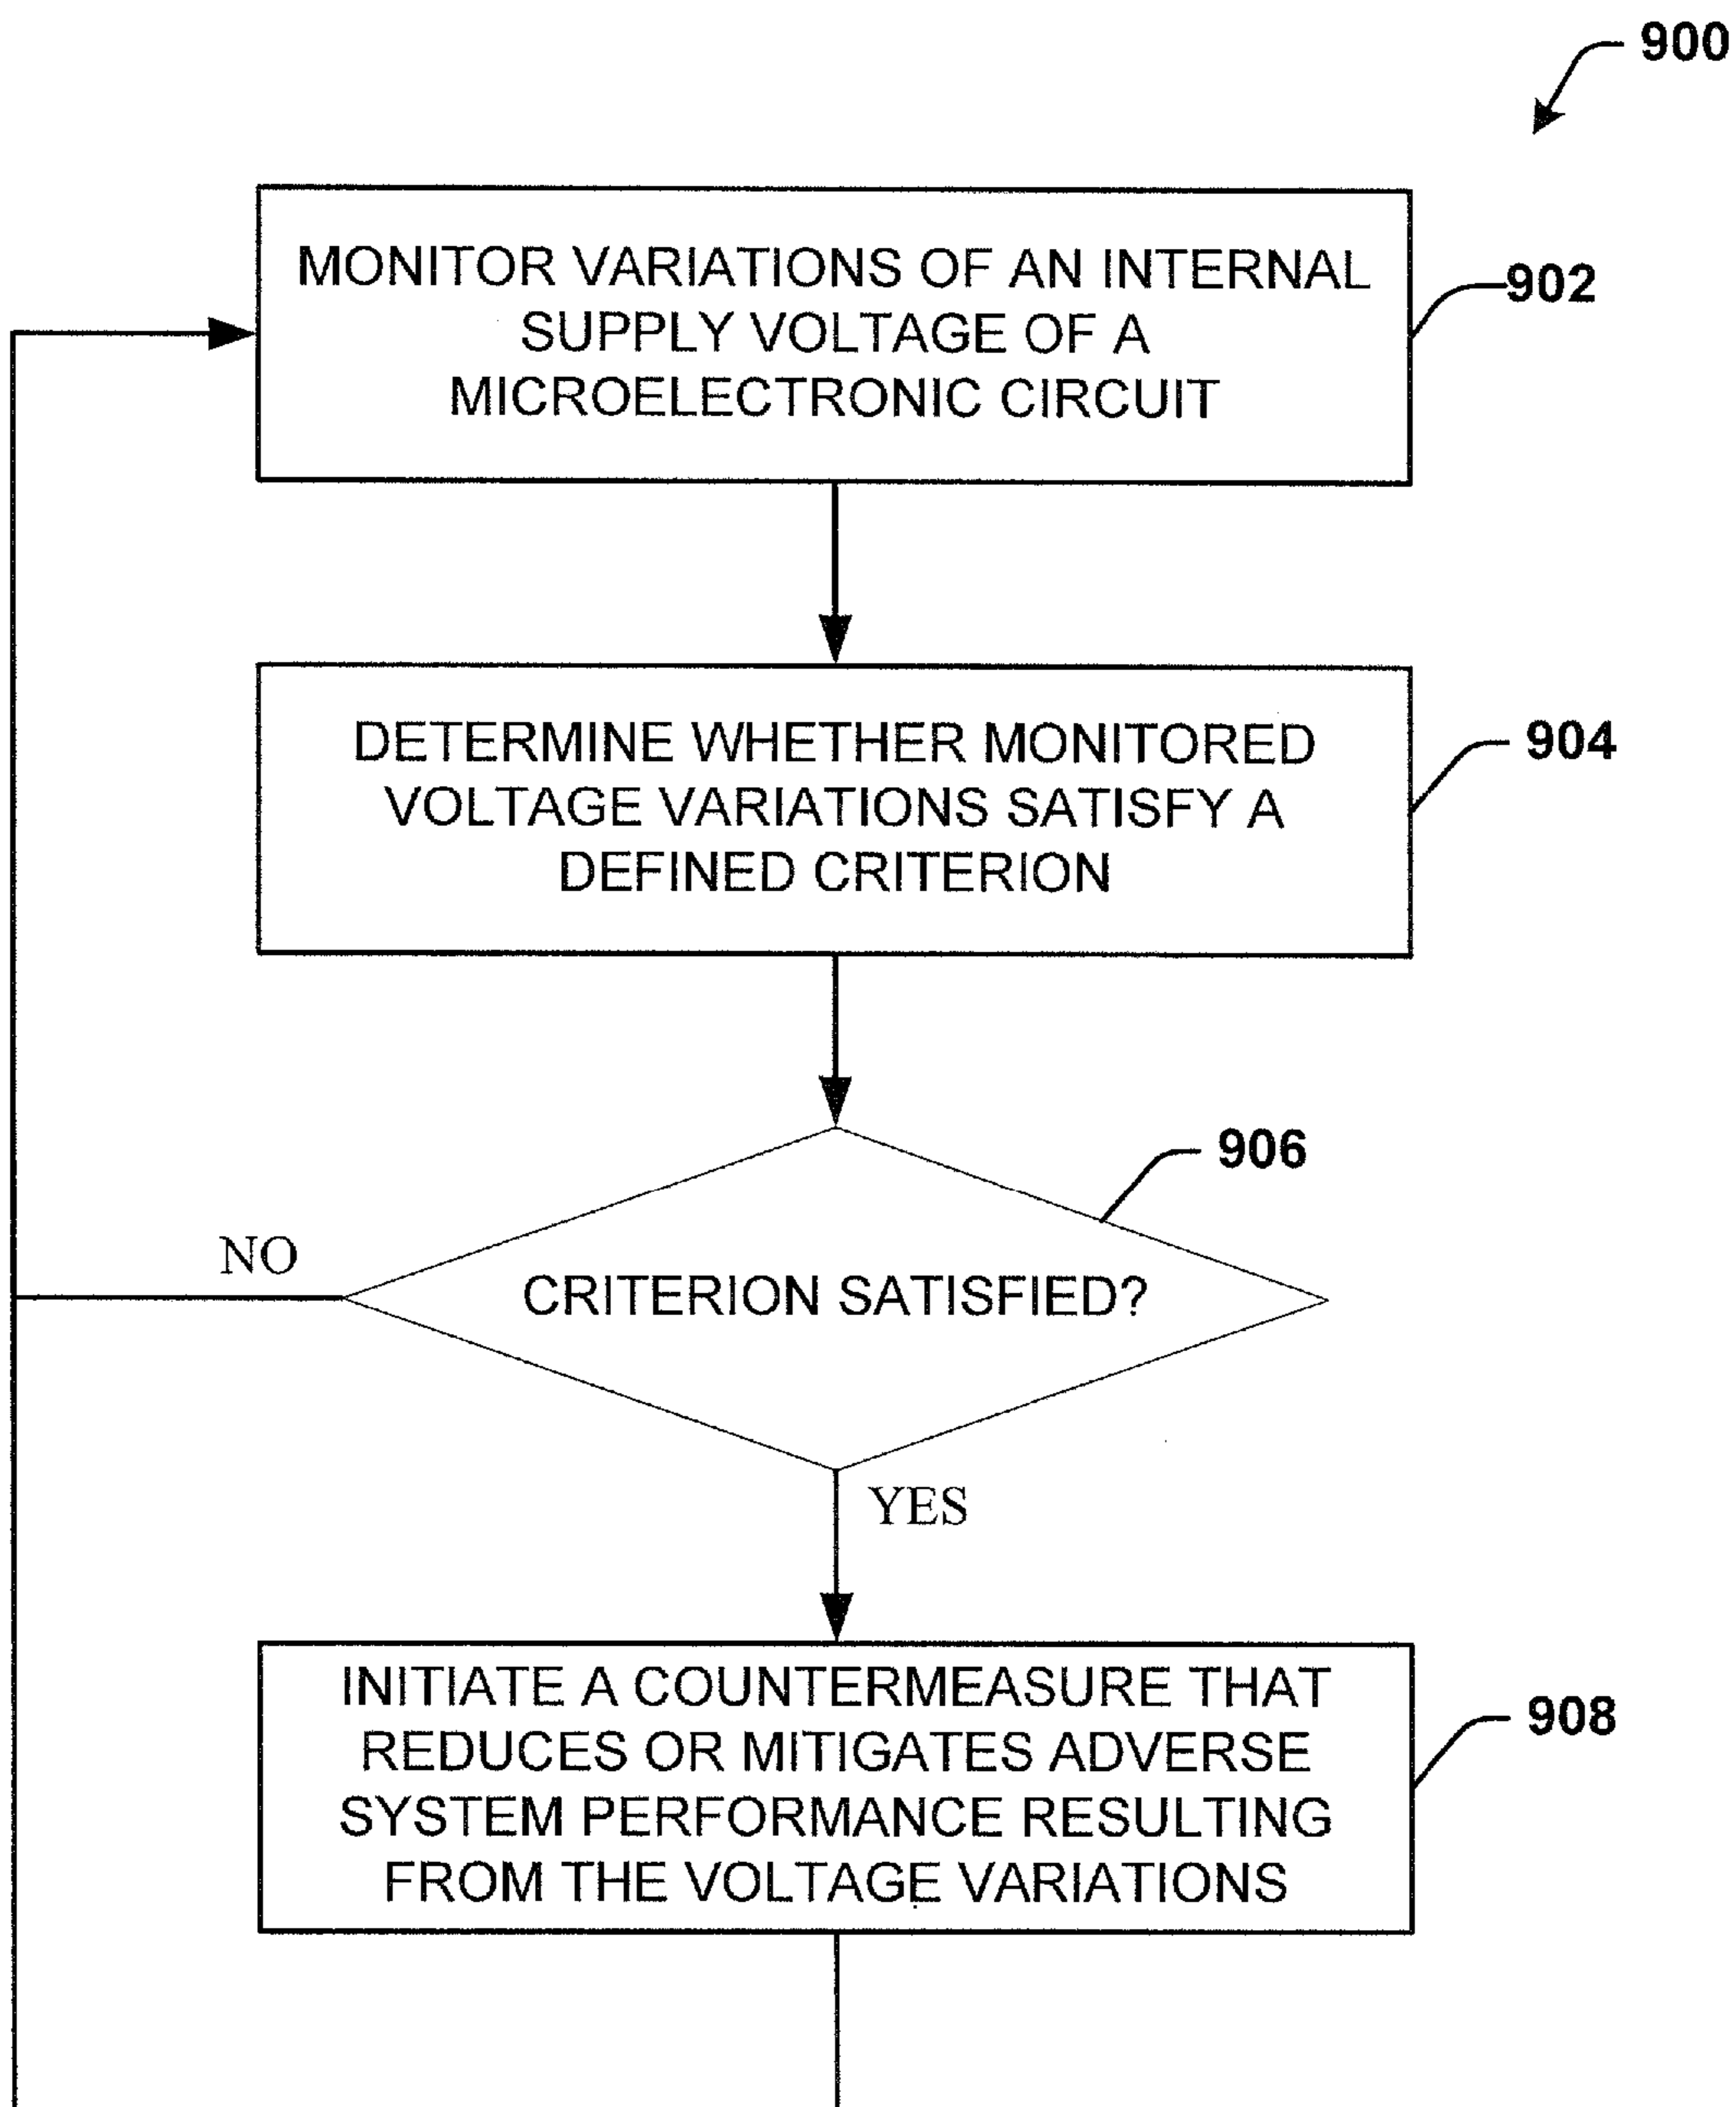 900
MONITOR VARIATIONS OF AN INTERNAL
SUPPLY VOLTAGE OF A
MICROELECTRONIC CIRCUIT
902
DETERMINE WHETHER MONITORED
VOLTAGE VARIATIONS SATISFY A
DEFINED CRITERION
904
906
NO
CRITERION SATISFIED?
YES
INITIATE A COUNTERMEASURE THAT
REDUCES OR MITIGATES ADVERSE
SYSTEM PERFORMANCE RESULTING
FROM THE VOLTAGE VARIATIONS
908